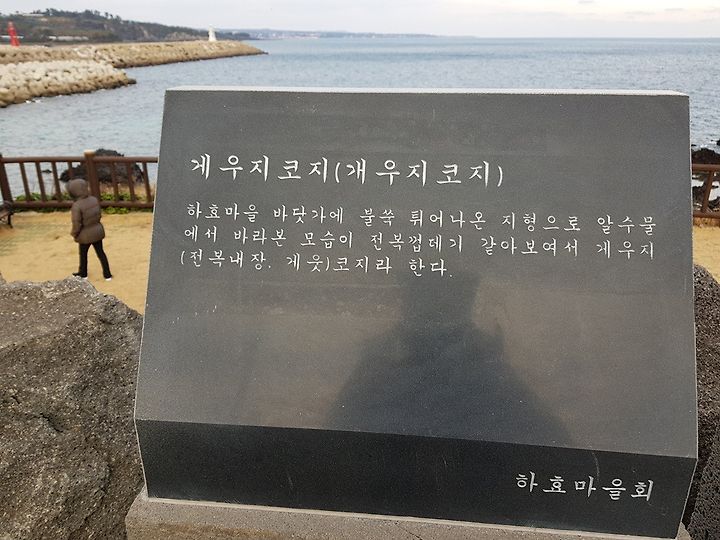 게우지코지(개우지코지)
하효마을 바닷가에 불쑥 튀어나온 지형으로 알수물
에서 바라본 모습이 전복껍데기 같아보여서 게우지
(전복내장. 게웃)코지라 한다.
하효마을회